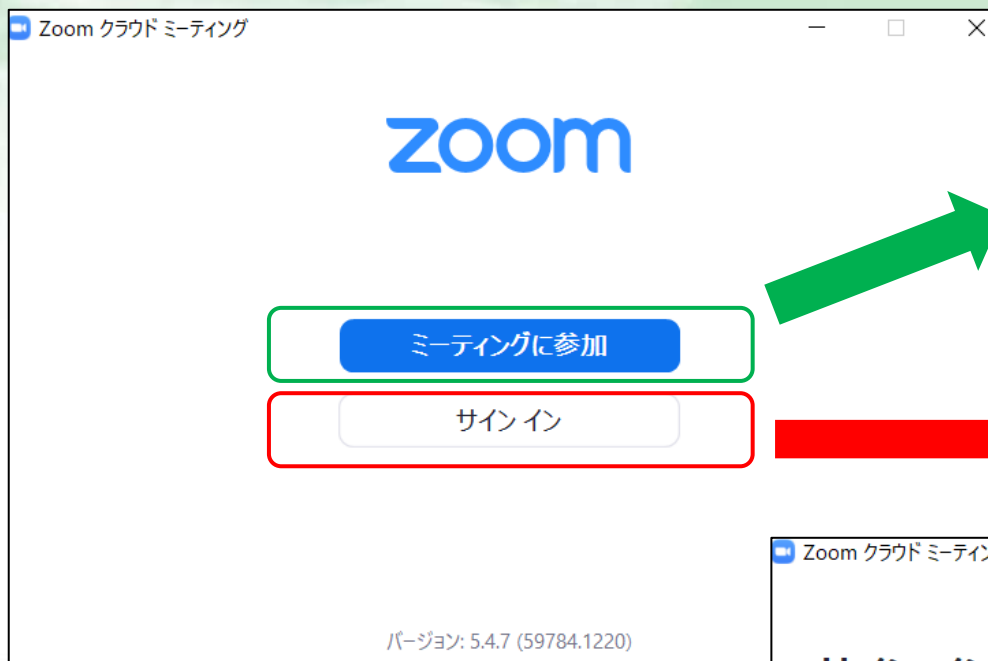 Zoom クラウド ミーティング
zoom
ミーティングに参加
サイン イン
Zoom クラウド ミーティン
バージョン: 5.4.7 (59784.1220)